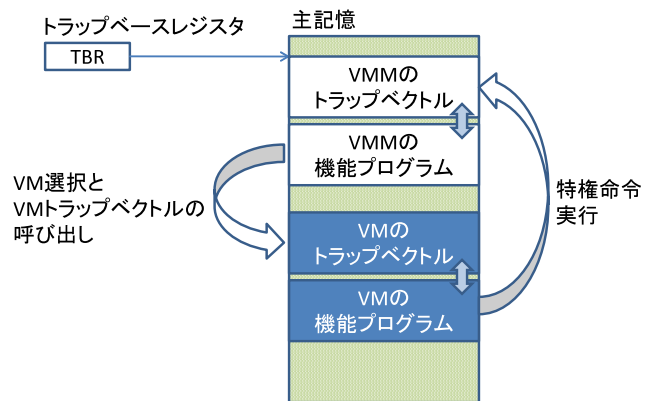 トラップベースレジスタ
TBR
主記憶
VMMの
トラップベクトル
VMMの
機能プログラム
VM選択と
VMトラップベクトルの
呼び出し
VMの
トラップベクトル
VMの
機能プログラム
特権命令
実行